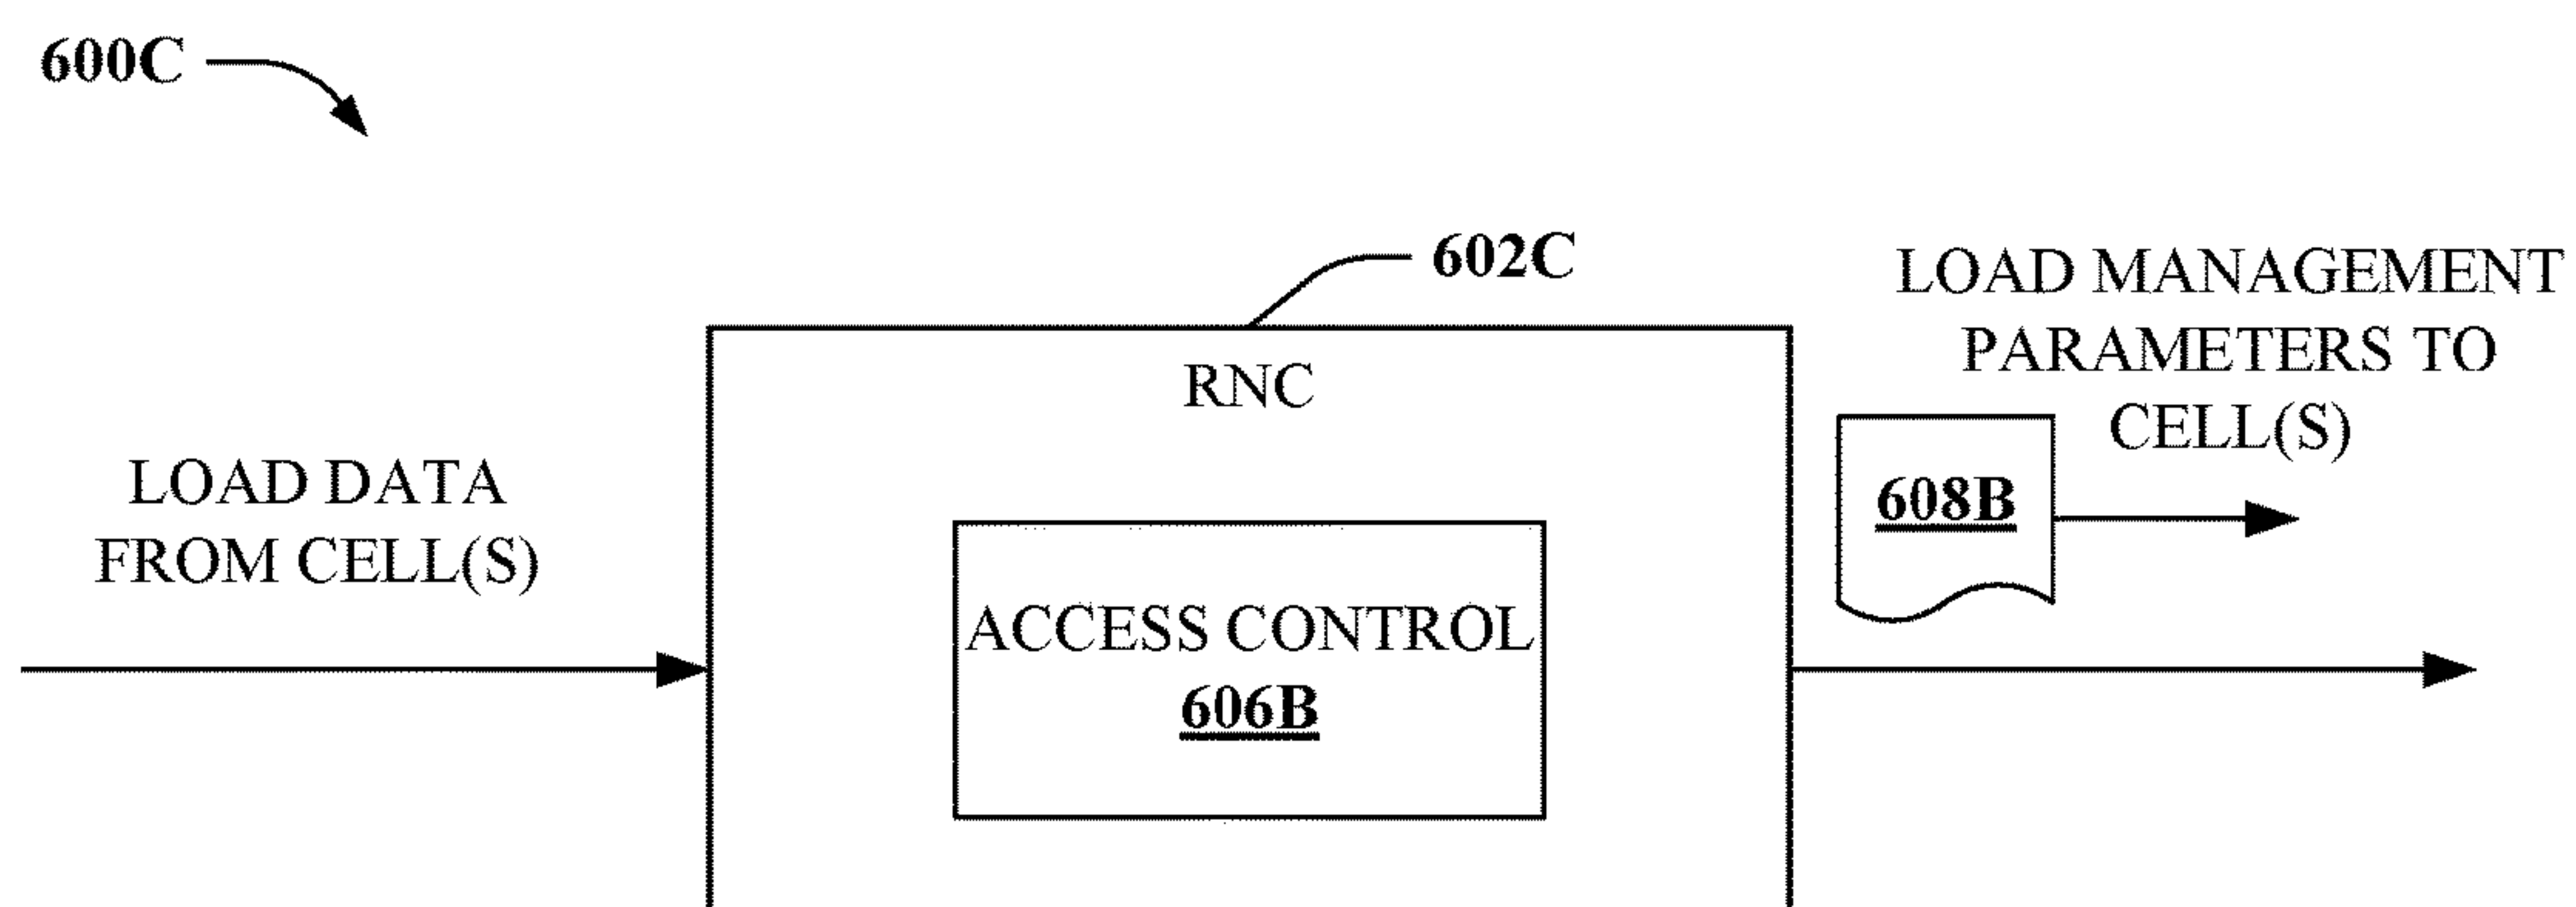 600C
602C
LOAD MANAGEMENT
PARAMETERS TO
CELL(S)
RNC
LOAD DATA
FROM CELL(S)
608B
ACCESS CONTROL
606B